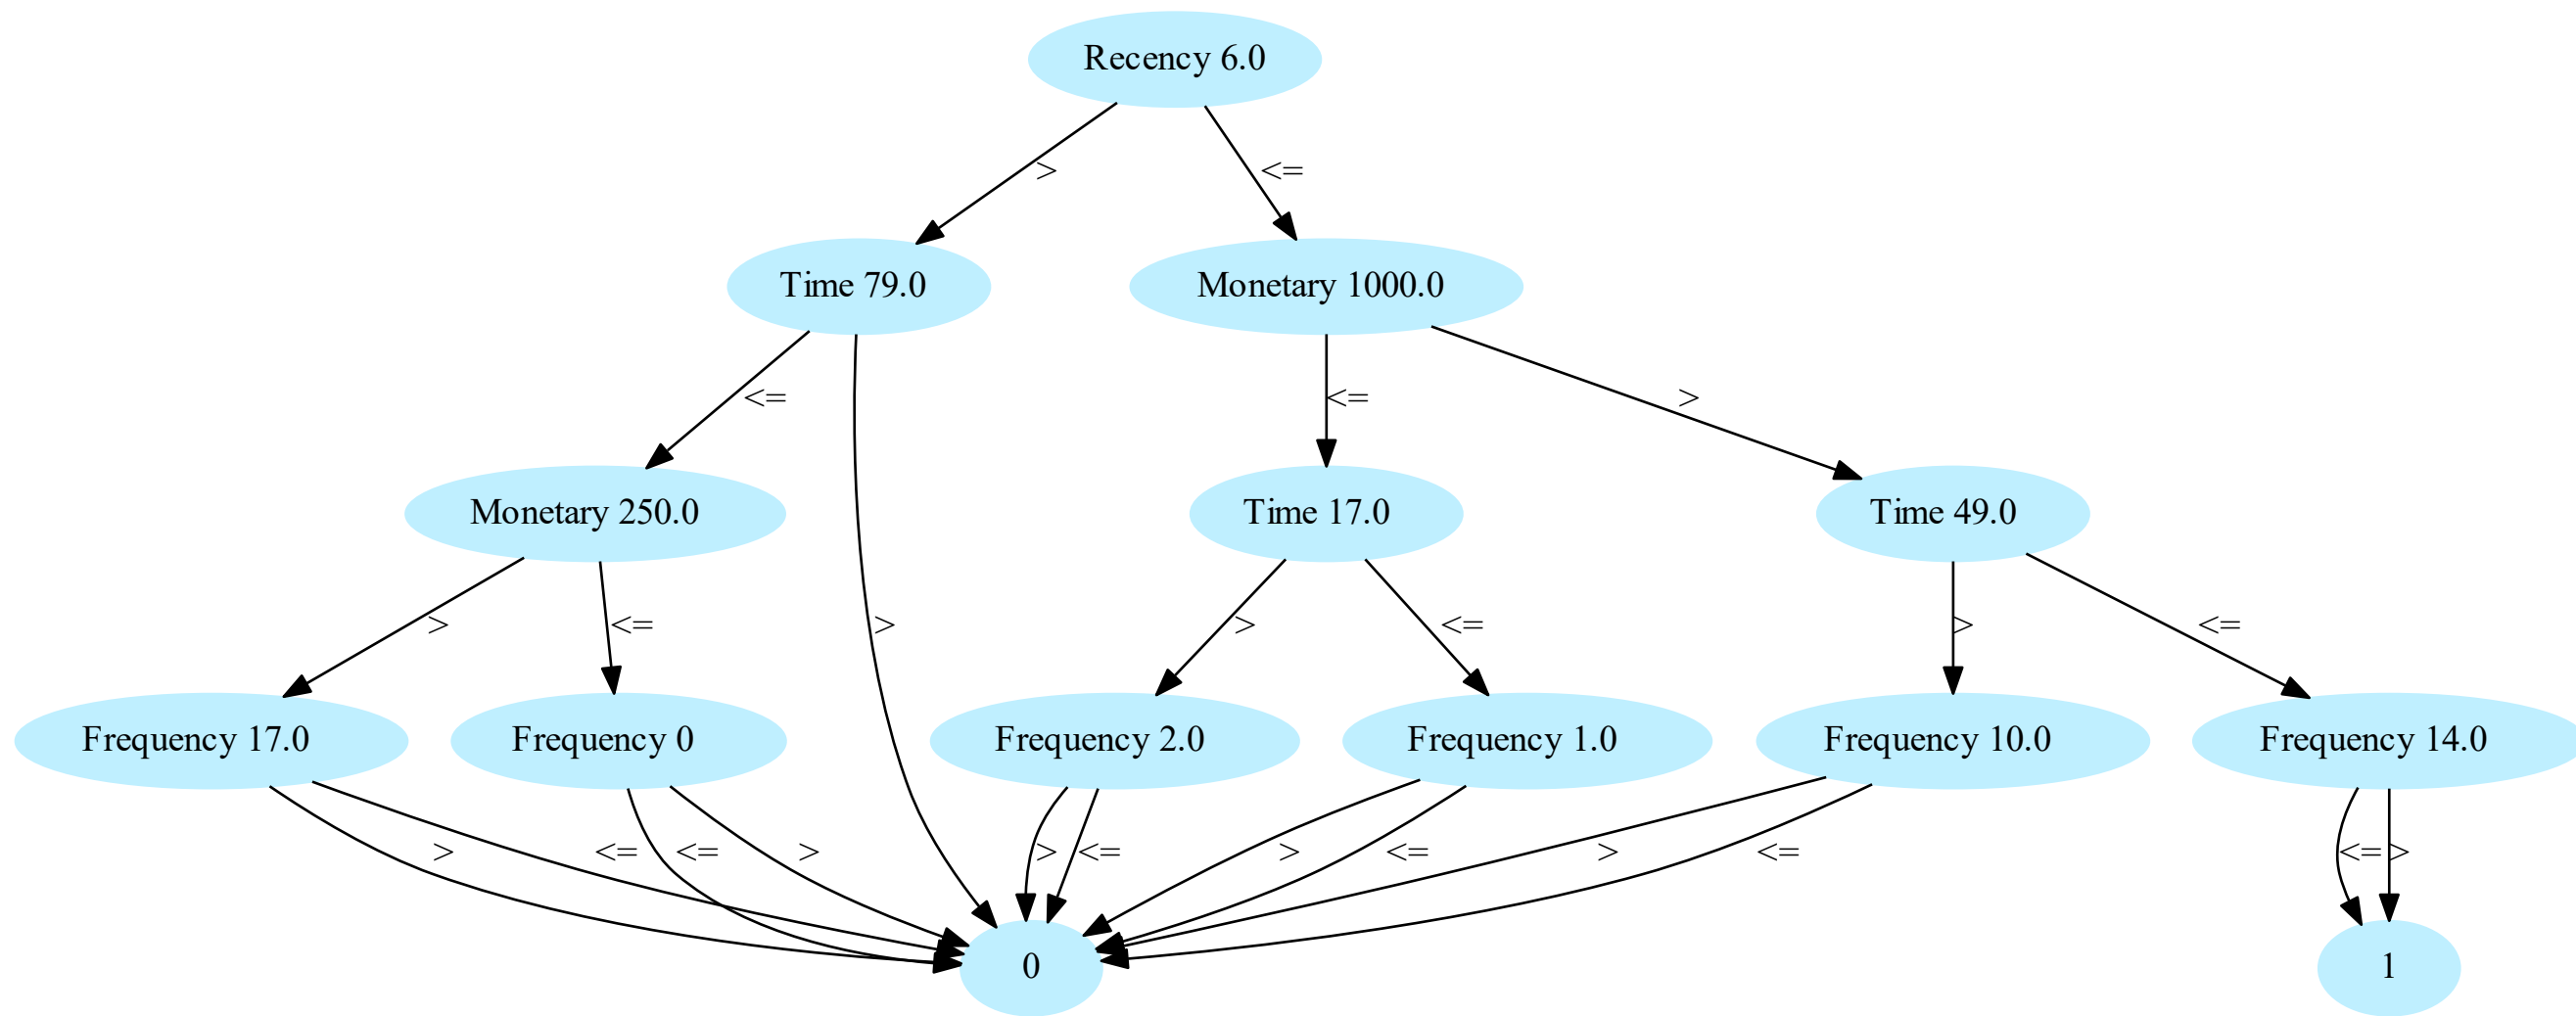 Recency 6.0
>
<=
Time 79.0
Monetary 1000.0
<=
<=
>
Monetary 250.0
Time 17.0
Time 49.0
>
<=
>
>
<=
>
<=
Frequency 17.0
Frequency 0
Frequency 2.0
Frequency 1.0
Frequency 10.0
Frequency 14.0
>
<=
<=
>
>
<=
>
<=
>
<=
<=
>
0
1